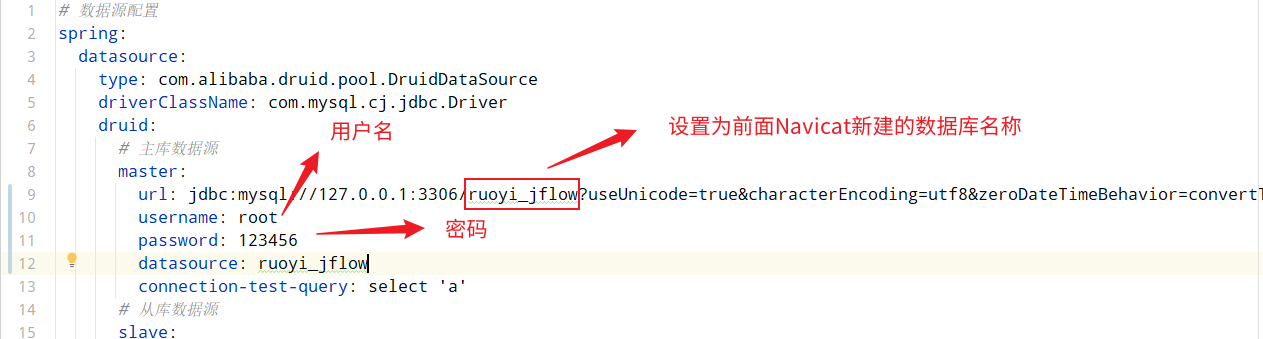 1 # 数据源配置
2 spring:
3 datasource:
4 type: com.alibaba.druid.pool.DruidDataSource
5 driverClassName: com.mysql.cj.jdbc.Driver
6 druid:
用户名
设置为前面Navicat新建的数据库名称
7 # 主库数据源
8 master:
9 url: jdbc:mysql://127.0.0.1:3306/ruoyi_jflow?useUnicode=true&characterEncoding=utf8&zeroDateTimeBehavior=convertT
10 username: root
11 password: 123456
密码
12 datasource: ruoyi_jflow
13 connection-test-query: select 'a'
14 # 从库数据源
15 slave: